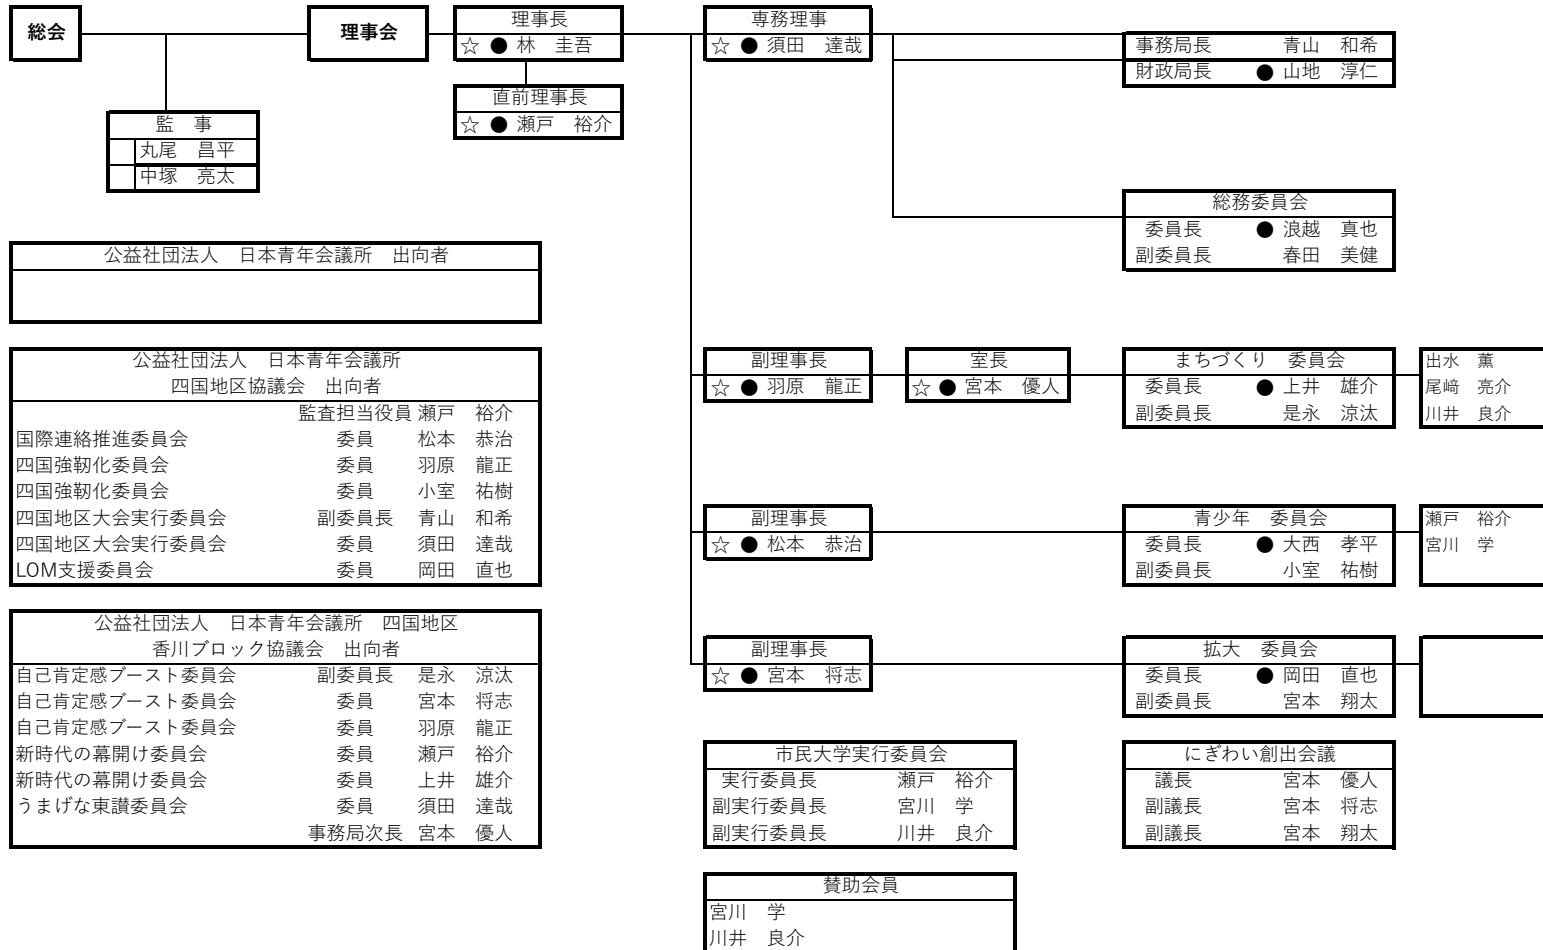 総会
理事会
理事長
☆ ● 林　圭吾
直前理事長
☆ ● 瀬戸　裕介
監　事
丸尾　昌平
中塚　亮太
専務理事
☆ ● 須田　達哉
事務局長　青山　和希
財政局長　● 山地　淳仁
総務委員会
委員長　● 浪越　真也
副委員長　春田　美健
公益社団法人　日本青年会議所　出向者
公益社団法人　日本青年会議所
四国地区協議会　出向者
監査担当役員 瀬戸　裕介
国際連絡推進委員会　委員　松本　恭治
四国強靭化委員会　委員　羽原　龍正
四国強靭化委員会　委員　小室　祐樹
四国地区大会実行委員会　副委員長　青山　和希
四国地区大会実行委員会　委員　須田　達哉
LOM支援委員会　委員　岡田　直也
公益社団法人　日本青年会議所　四国地区
香川ブロック協議会　出向者
自己肯定感ブースト委員会　副委員長　是永　涼汰
自己肯定感ブースト委員会　委員　宮本　将志
自己肯定感ブースト委員会　委員　羽原　龍正
新時代の幕開け委員会　委員　瀬戸　裕介
新時代の幕開け委員会　委員　上井　雄介
うまげな東讃委員会　委員　須田　達哉
事務局次長　宮本　優人
副理事長
☆ ● 羽原　龍正
室長
☆ ● 宮本　優人
まちづくり　委員会
委員長　● 上井　雄介
副委員長　是永　涼汰
出水　薫
尾﨑　亮介
川井　良介
副理事長
☆ ● 松本　恭治
青少年　委員会
委員長　● 大西　孝平
副委員長　小室　祐樹
瀬戸　裕介
宮川　学
副理事長
☆ ● 宮本　将志
拡大　委員会
委員長　● 岡田　直也
副委員長　宮本　翔太
市民大学実行委員会
実行委員長　瀬戸　裕介
副実行委員長　宮川　学
副実行委員長　川井　良介
にぎわい創出会議
議長　宮本　優人
副議長　宮本　将志
副議長　宮本　翔太
賛助会員
宮川　学
川井　良介